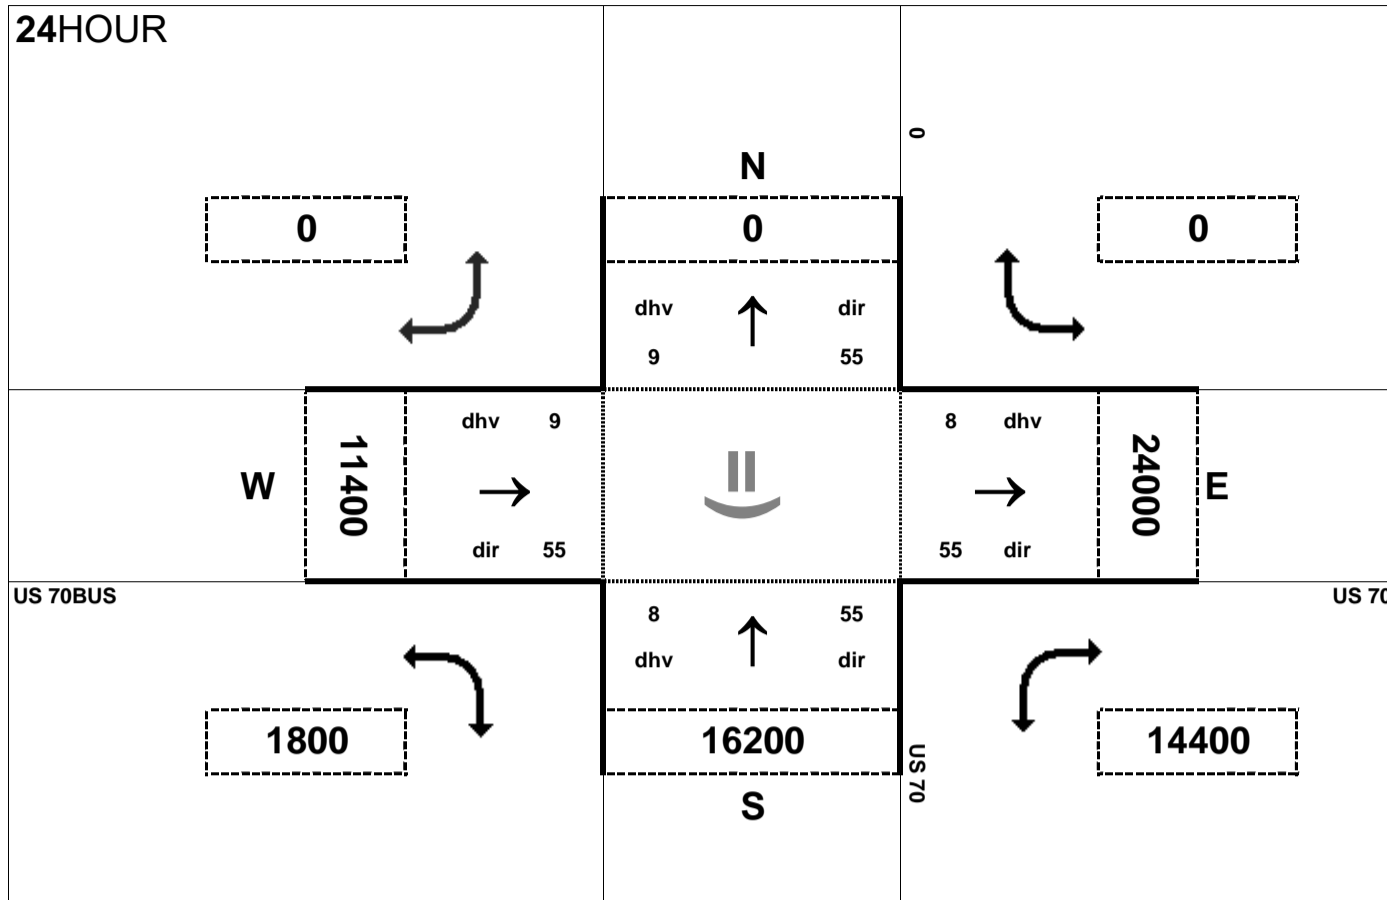 24HOUR
0
N
0
0
0
dhv
dir
9
55
dhv
9
8
dhv
W
11400
24000
E
dir
55
55
dir
US 70BUS
US 70
8
55
dhv
dir
1800
16200
14400
US 70
S